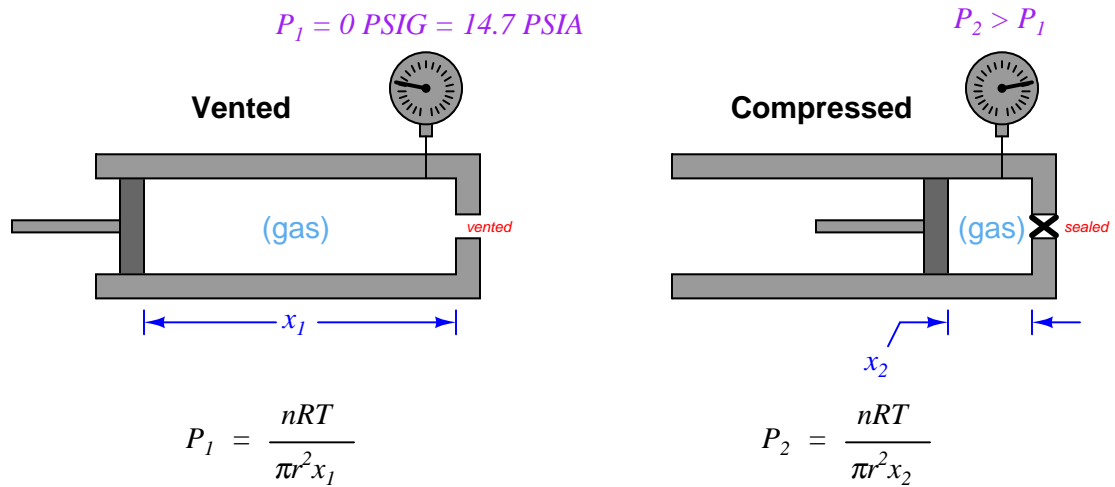 P₁ = 0 PSIG = 14.7 PSIA
P₂ > P₁
Vented
Compressed
(gas)
vented
(gas)
sealed
x₁
x₂
P₁ = nRT / πr²x₁
P₂ = nRT / πr²x₂